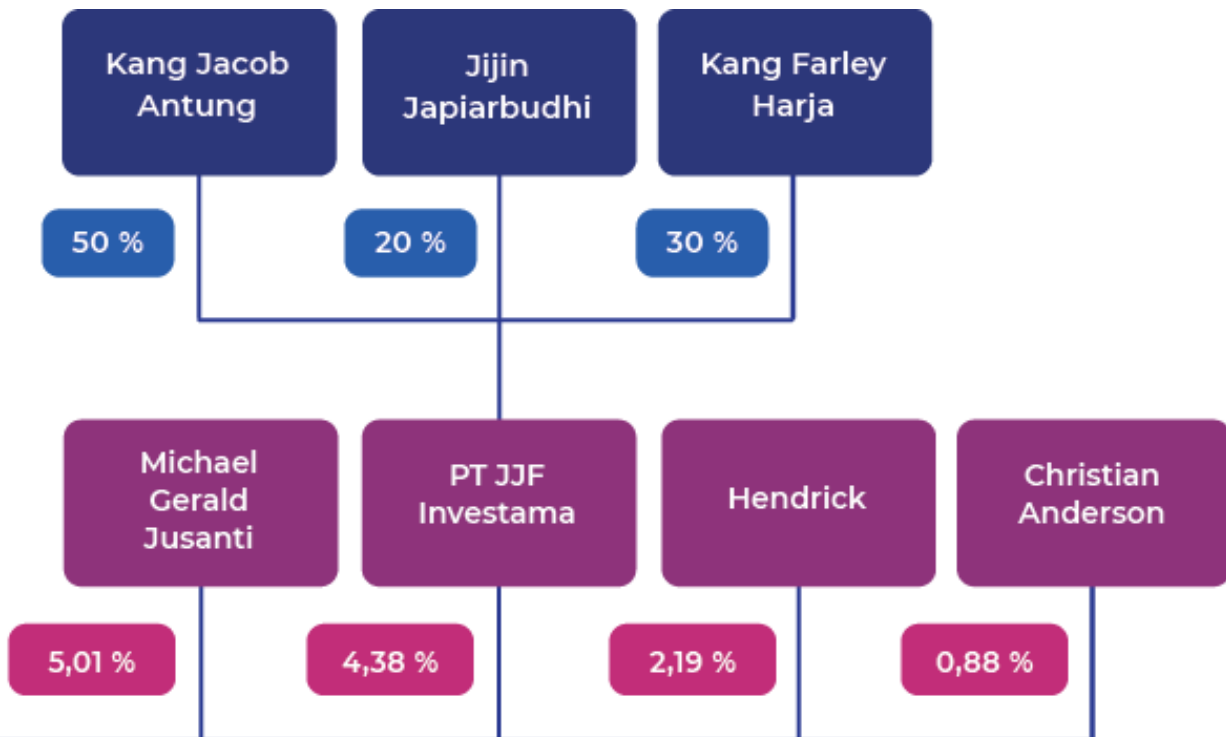 Kang Jacob
Antung
Jijin
Japiarbudhi
Kang Farley
Harja
50 %
20 %
30 %
Michael
Gerald
Jusanti
PT JJF
Investama
Hendrick
Christian
Anderson
5,01 %
4,38 %
2,19 %
0,88 %